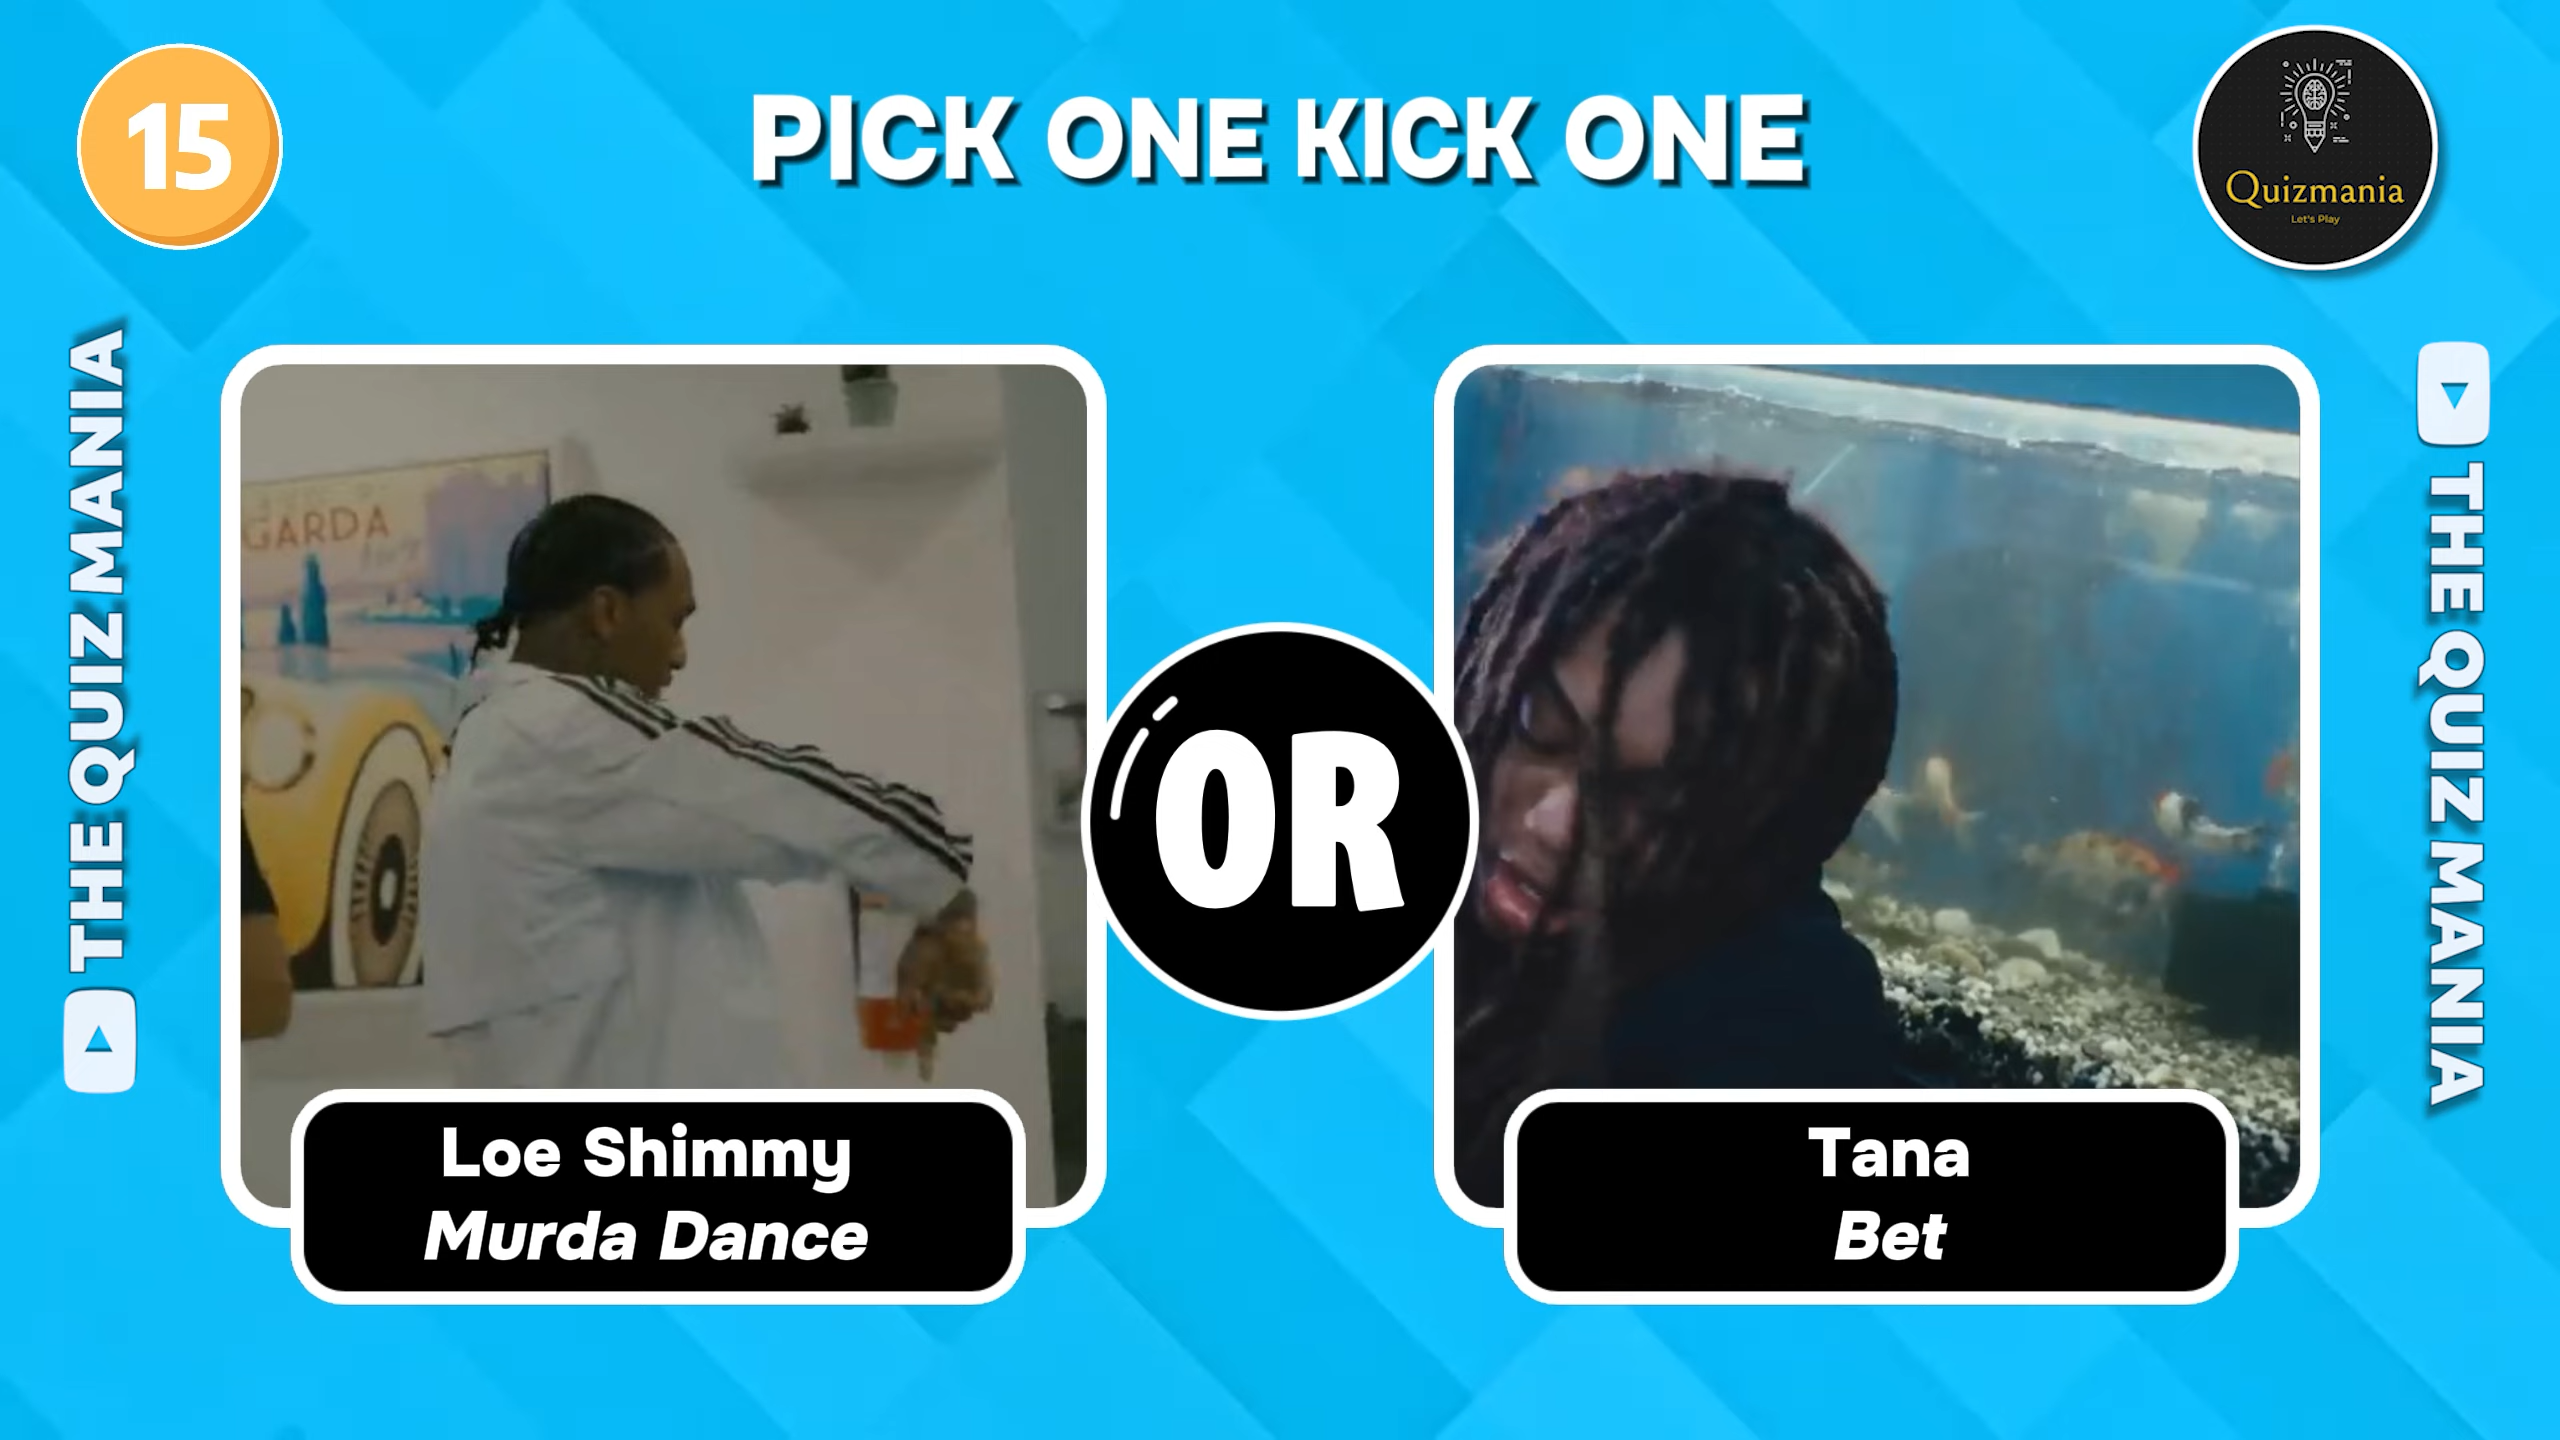 15
PICK ONE KICK ONE
Quizmania
Let's Play
THE QUIZ MANIA
THE QUIZ MANIA
GARDA
OR
Loe Shimmy
Murda Dance
Tana
Bet